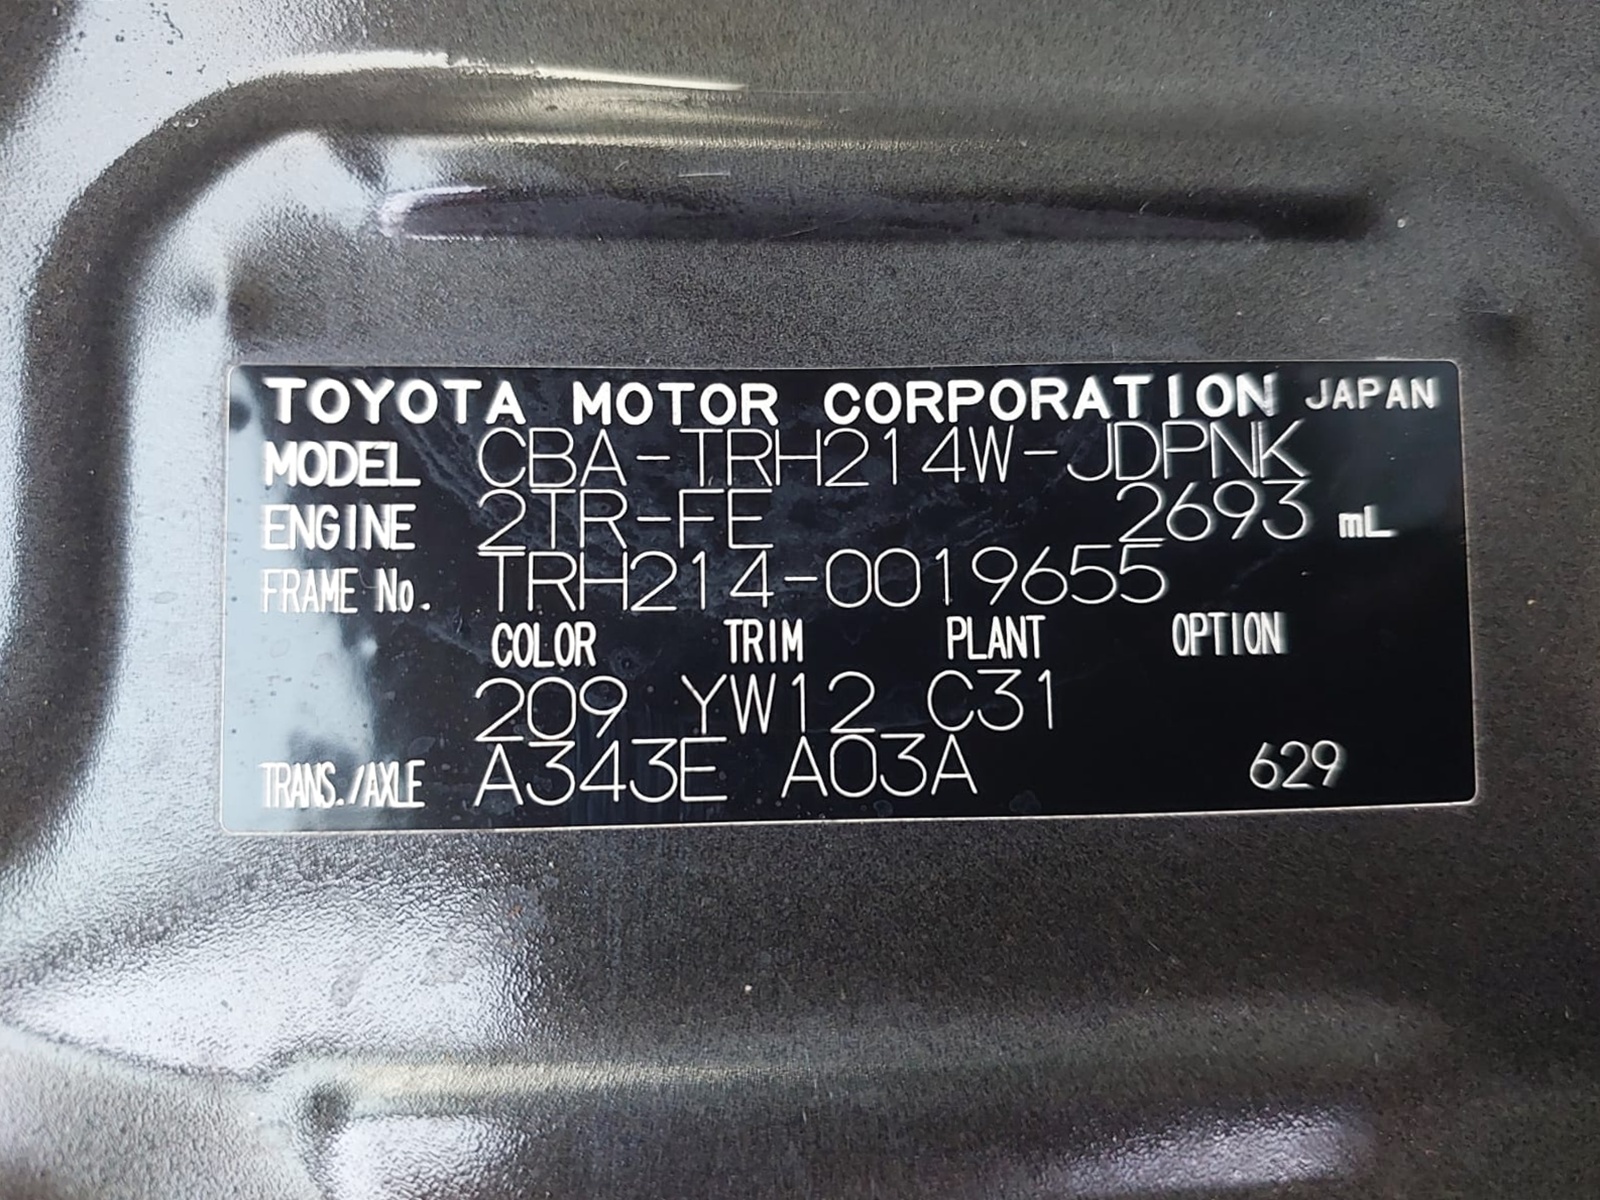 TOYOTA MOTOR CORPORATION JAPAN
MODEL CBA-TRH214W-JDPNK
ENGINE 2TR-FE 2693 mL
FRAME No. TRH214-0019655
COLOR TRIM PLANT OPTION
209 YW12 C31
TRANS./AXLE A343E A03A 629